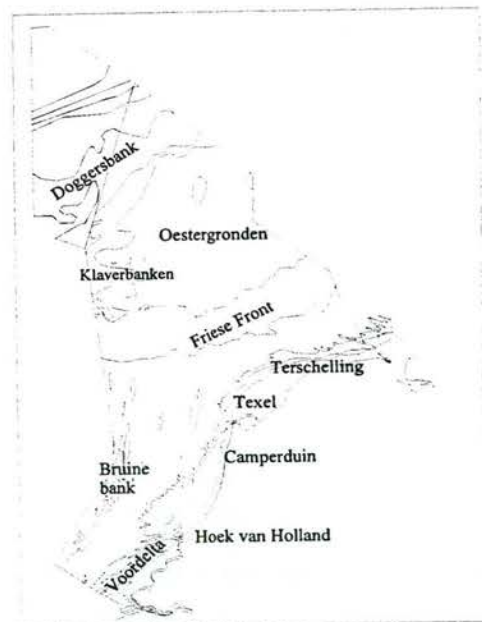 Doggersbank
Oestergronden
Klaverbanken
Friese Front
Terschelling
Texel
Camperduin
Bruine
bank
Hoek van Holland
Voordelta